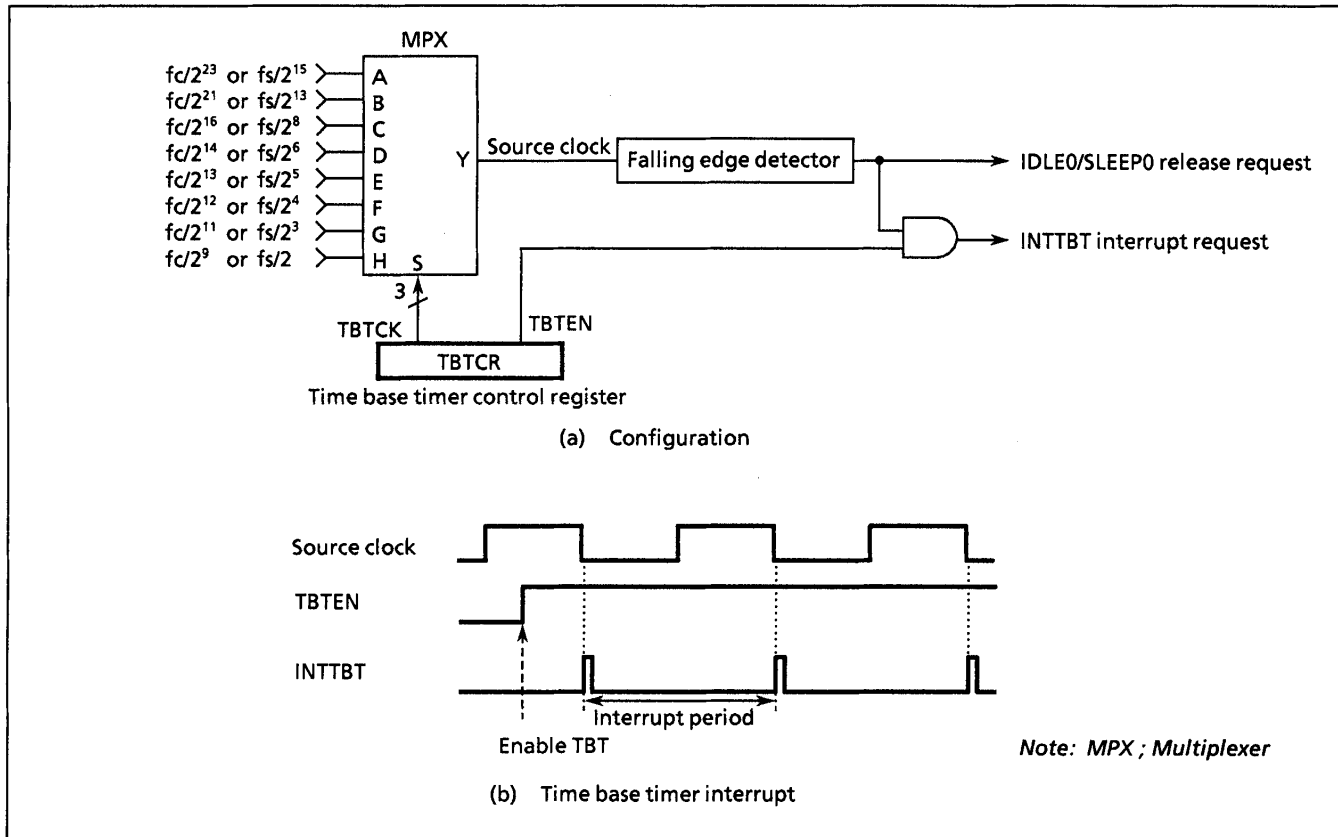 MPX
fc/2²³ or fs/2¹⁵ A
fc/2²¹ or fs/2¹³ B
fc/2¹⁶ or fs/2⁸ C
fc/2¹⁴ or fs/2⁶ D
fc/2¹³ or fs/2⁵ E
fc/2¹² or fs/2⁴ F
fc/2¹¹ or fs/2³ G
fc/2⁹ or fs/2 H
S
Y
Source clock
Falling edge detector
IDLE0/SLEEP0 release request
INTTBT interrupt request
3
TBTCK
TBTEN
TBTCR
Time base timer control register
(a) Configuration
Source clock
TBTEN
INTTBT
Interrupt period
Enable TBT
Note: MPX ; Multiplexer
(b) Time base timer interrupt